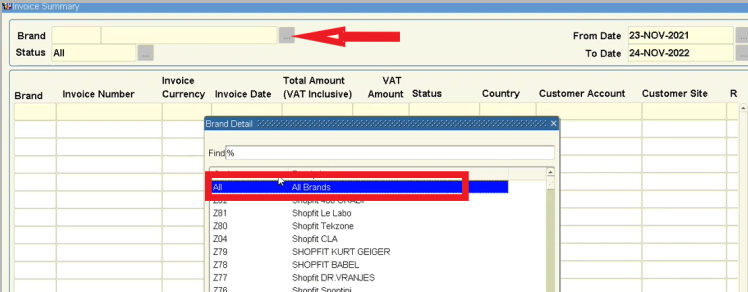 Invoice Summary
Brand ... From Date 23-NOV-2021 ...
Status All ... To Date 24-NOV-2022 ...
Invoice Total Amount VAT
Brand Invoice Number Currency Invoice Date (VAT Inclusive) Amount Status Country Customer Account Customer Site R
Brand Detail
Find %
All All Brands
Z81 Shopfit Le Labo
Z80 Shopfit Tekzone
Z04 Shopfit CLA
Z79 SHOPFIT KURT GEIGER
Z78 SHOPFIT BABEL
Z77 Shopfit DR.VRANJES
Z76 Shopfit Spontini